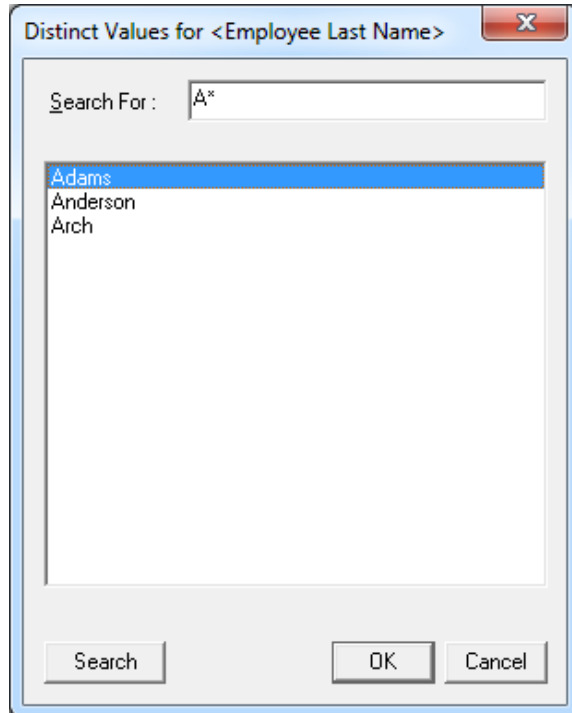 Distinct Values for <Employee Last Name>
Search For : A*
Adams
Anderson
Arch
Search OK Cancel